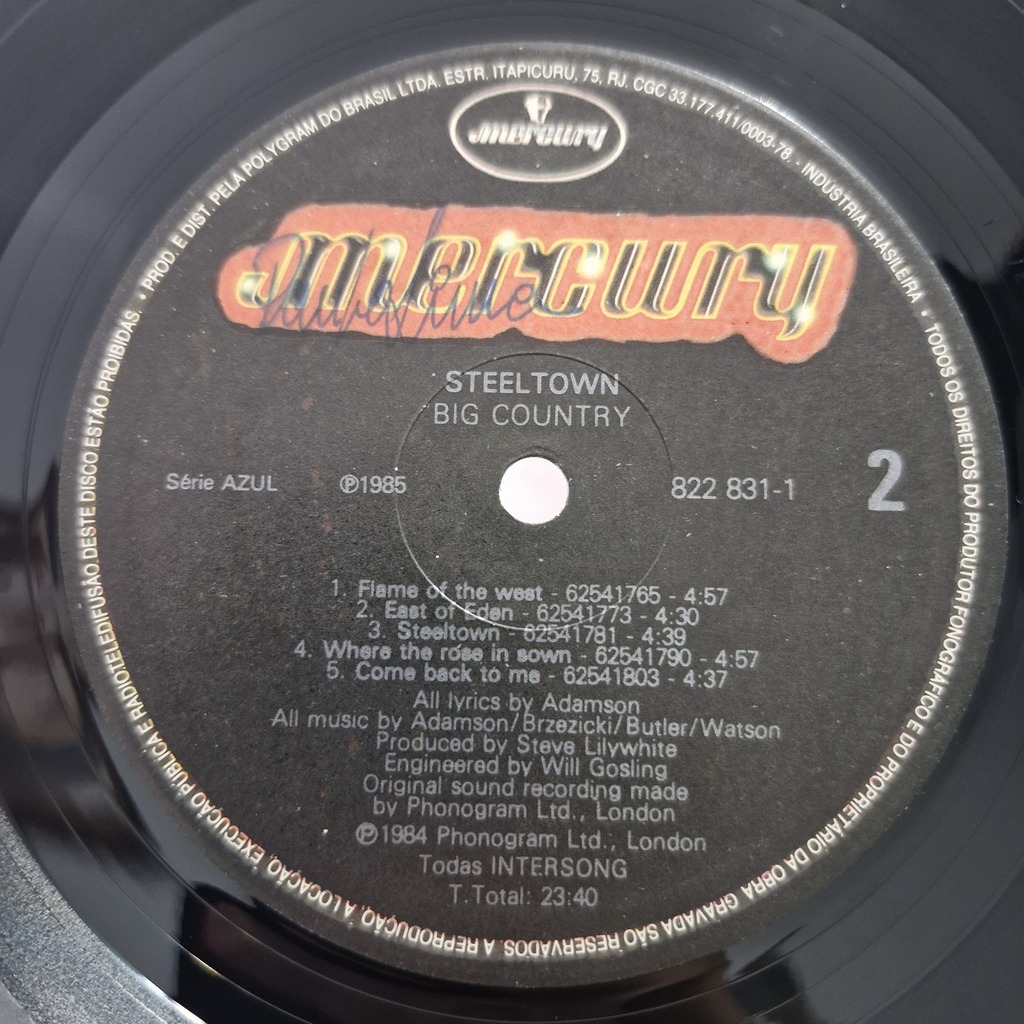 • PROD. E DIST. PELA POLYGRAM DO BRASIL LTDA. ESTR. ITAPICURU, 75, RJ. CGC 33.177.411/0003-78. - INDÚSTRIA BRASILEIRA • TODOS OS DIREITOS DO PRODUTOR FONOGRÁFICO E DO PROPRIETÁRIO DA OBRA GRAVADA SÃO RESERVADOS. A REPRODUÇÃO, A LOCAÇÃO, EXECUÇÃO PÚBLICA E RADIOTELEDIFUSÃO DESTE DISCO ESTÃO PROIBIDAS.
mercury
mercury
STEELTOWN
BIG COUNTRY
Série AZUL ℗1985 822 831-1 2
1. Flame of the west - 62541765 - 4:57
2. East of Eden - 62541773 - 4:30
3. Steeltown - 62541781 - 4:39
4. Where the rose in sown - 62541790 - 4:57
5. Come back to me - 62541803 - 4:37
All lyrics by Adamson
All music by Adamson/Brzezicki/Butler/Watson
Produced by Steve Lilywhite
Engineered by Will Gosling
Original sound recording made
by Phonogram Ltd., London
℗1984 Phonogram Ltd., London
Todas INTERSONG
T.Total: 23:40